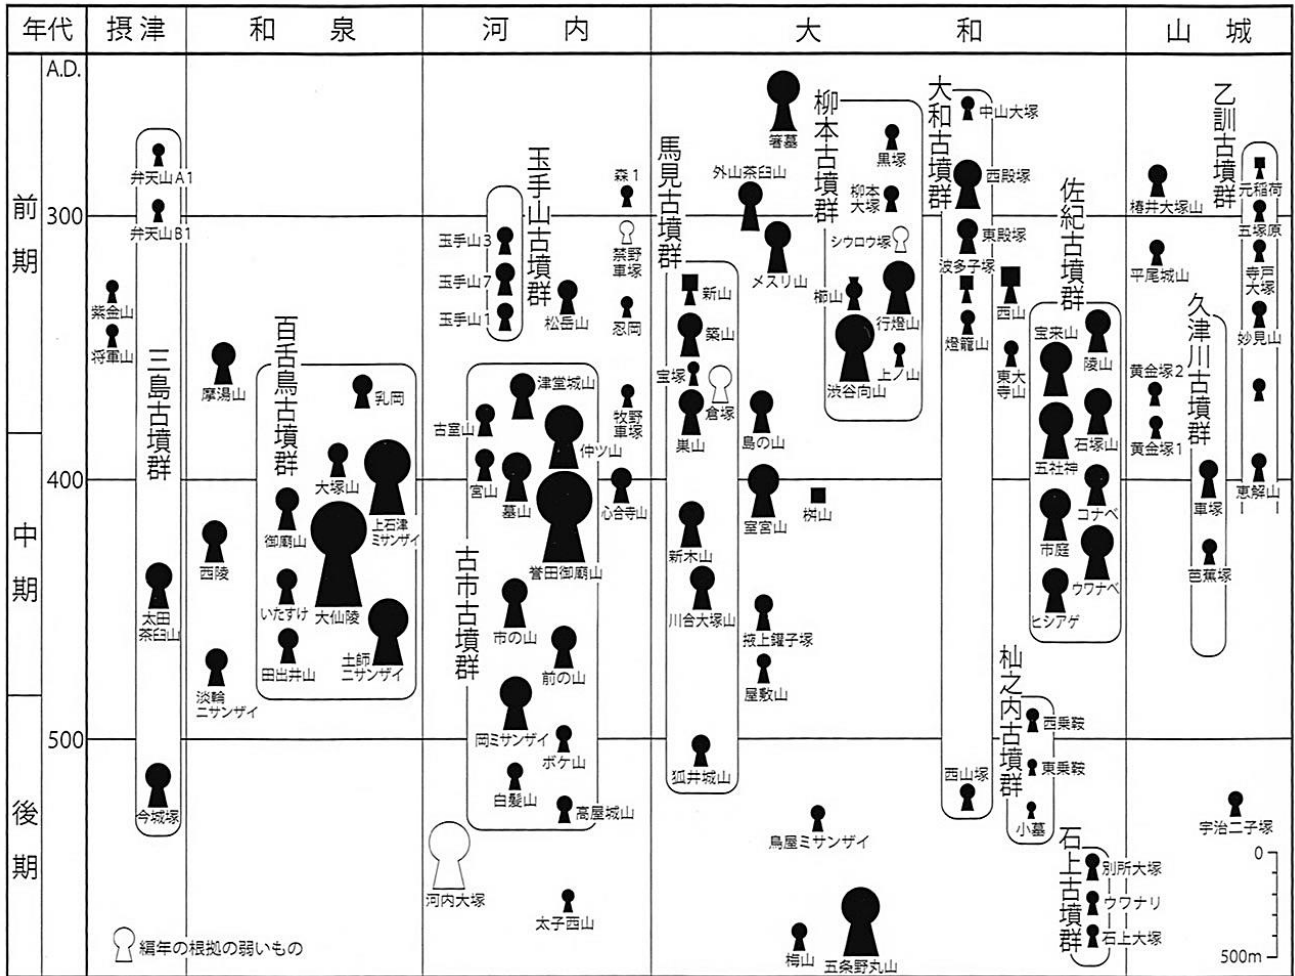 年代
摂津
和泉
河内
大和
山城
A.D.
前期
300
400
中期
500
後期
弁天山A1
弁天山B1
紫金山
将軍山
三島古墳群
太田
茶臼山
今城塚
摩湯山
西陵
淡輪
ニサンザイ
百舌鳥古墳群
乳岡
大塚山
上石津
ミサンザイ
御廟山
大仙陵
いたすけ
田出井山
土師
ニサンザイ
玉手山古墳群
玉手山3
玉手山7
玉手山1
松岳山
森1
禁野
車塚
忍岡
牧野
車塚
心合寺山
古市古墳群
津堂城山
古室山
仲ツ山
宮山
墓山
誉田御廟山
市の山
前の山
岡ミサンザイ
ボケ山
白髪山
高屋城山
河内大塚
太子西山
馬見古墳群
新山
築山
宝塚
倉塚
巣山
新木山
川合大塚山
狐井城山
箸墓
外山茶臼山
メスリ山
島の山
室宮山
桝山
掖上鑵子塚
屋敷山
鳥屋ミサンザイ
梅山
五条野丸山
柳本古墳群
黒塚
柳本
大塚
シウロウ塚
櫛山
行燈山
渋谷向山
上ノ山
大和古墳群
中山大塚
西殿塚
東殿塚
波多子塚
燈籠山
西山塚
西山
東大
寺山
佐紀古墳群
宝来山
陵山
五社神
石塚山
コナベ
市庭
ウワナベ
ヒシアゲ
杣之内古墳群
西乗鞍
東乗鞍
小墓
石上古墳群
別所大塚
ウワナリ
石上大塚
椿井大塚山
平尾城山
黄金塚2
黄金塚1
久津川古墳群
車塚
芭蕉塚
乙訓古墳群
元稲荷
五塚原
寺戸
大塚
妙見山
恵解山
宇治二子塚
0
500m
編年の根拠の弱いもの